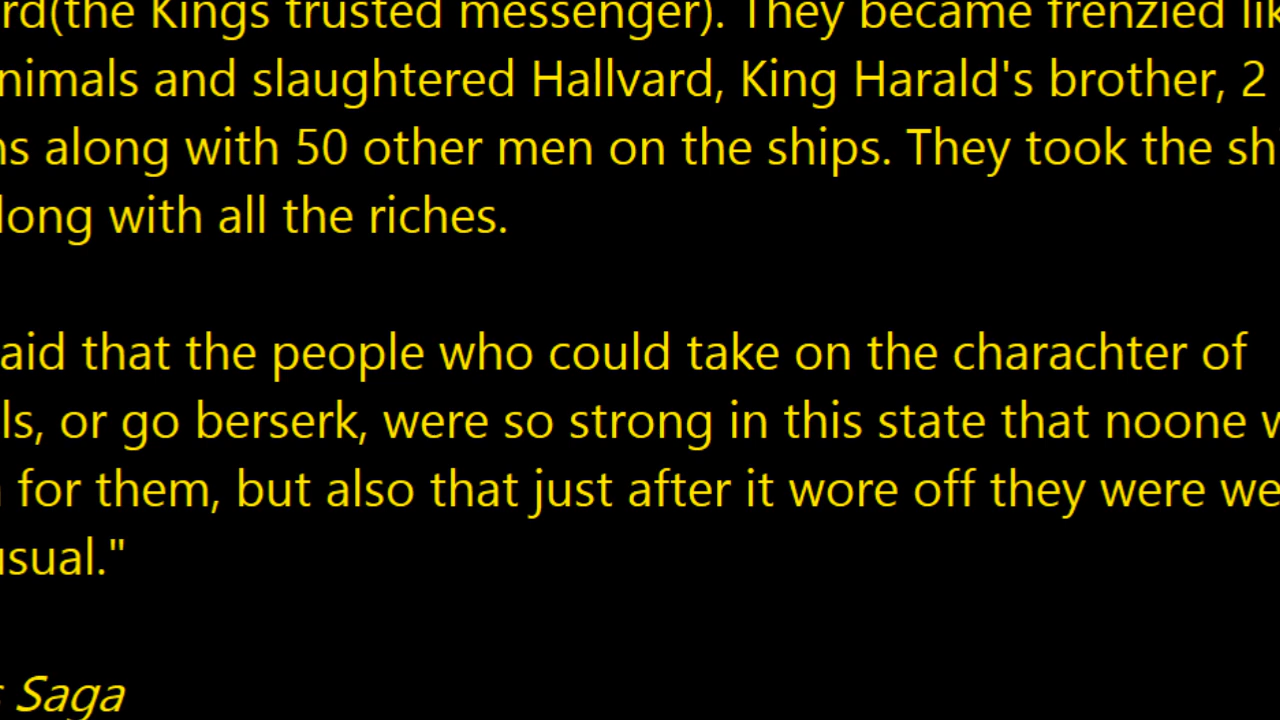 rd(the Kings trusted messenger). They became frenzied lik
nimals and slaughtered Hallvard, King Harald's brother, 2
ns along with 50 other men on the ships. They took the sh
long with all the riches.
aid that the people who could take on the charachter of
ls, or go berserk, were so strong in this state that noone w
for them, but also that just after it wore off they were we
usual."
s Saga